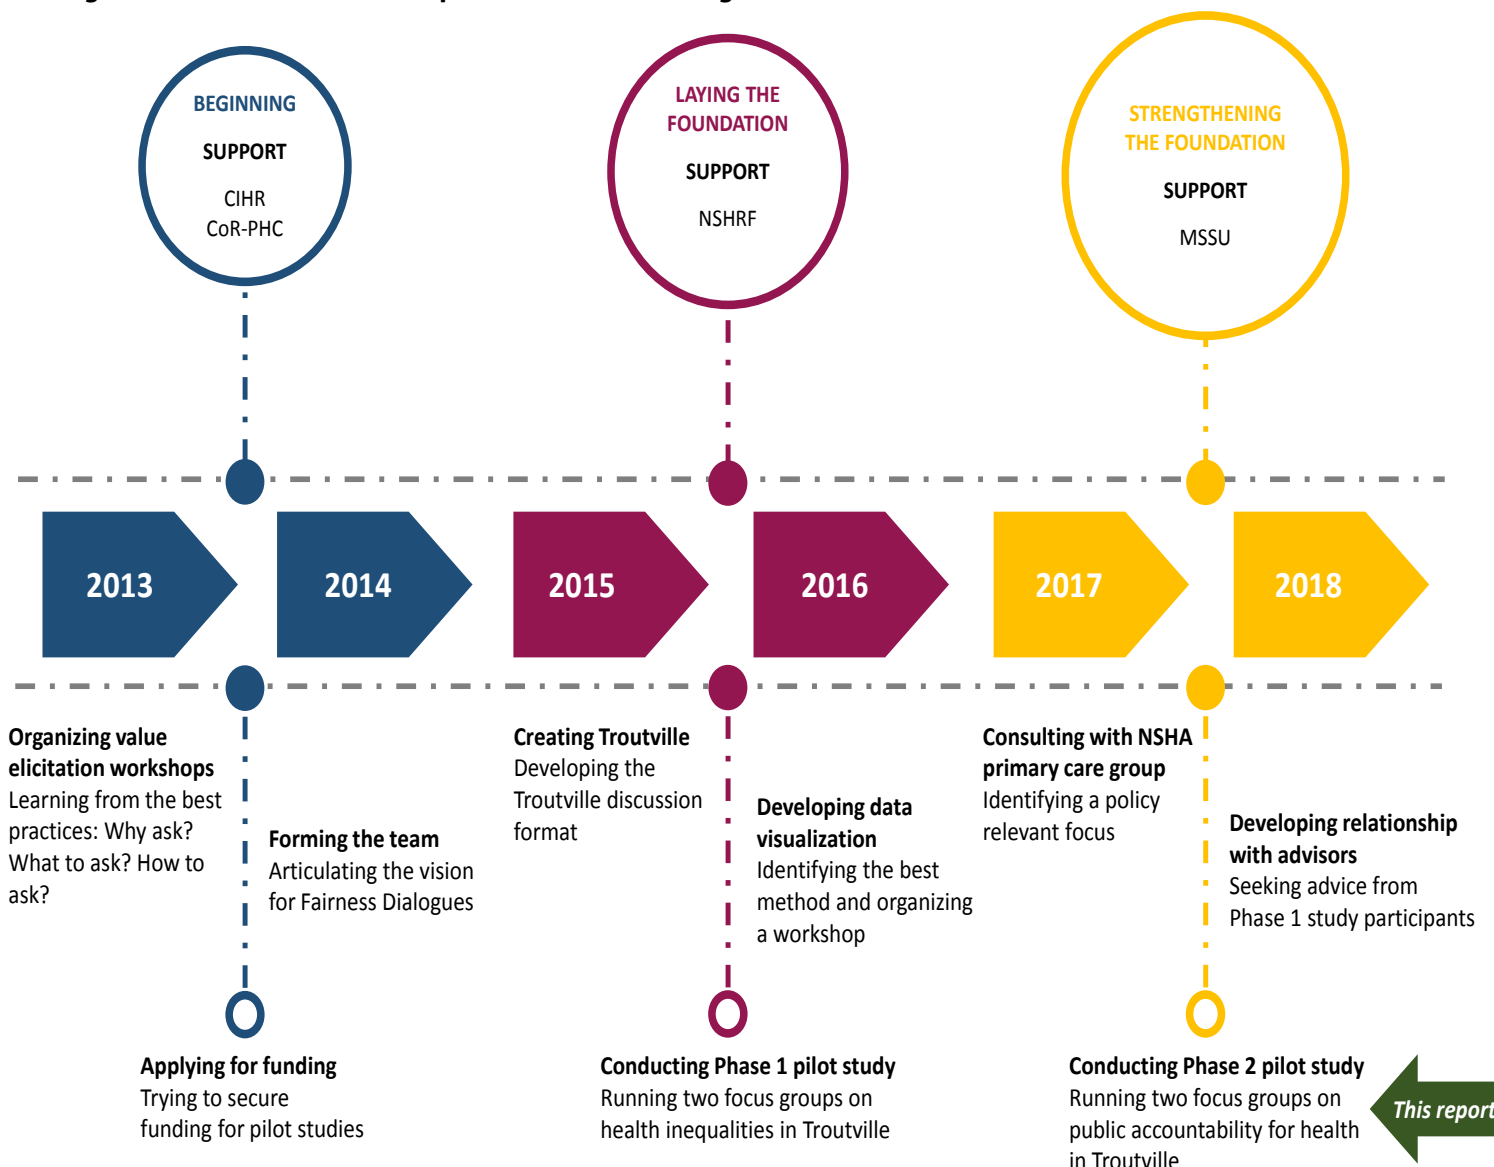 BEGINNING
SUPPORT
CIHR
CoR-PHC
LAYING THE
FOUNDATION
SUPPORT
NSHRF
STRENGTHENING
THE FOUNDATION
SUPPORT
MSSU
2013
2014
2015
2016
2017
2018
Organizing value
elicitation workshops
Learning from the best
practices: Why ask?
What to ask? How to
ask?
Forming the team
Articulating the vision
for Fairness Dialogues
Creating Troutville
Developing the
Troutville discussion
format
Developing data
visualization
Identifying the best
method and organizing
a workshop
Consulting with NSHA
primary care group
Identifying a policy
relevant focus
Developing relationship
with advisors
Seeking advice from
Phase 1 study participants
Applying for funding
Trying to secure
funding for pilot studies
Conducting Phase 1 pilot study
Running two focus groups on
health inequalities in Troutville
Conducting Phase 2 pilot study
Running two focus groups on
public accountability for health
in Troutville
This report